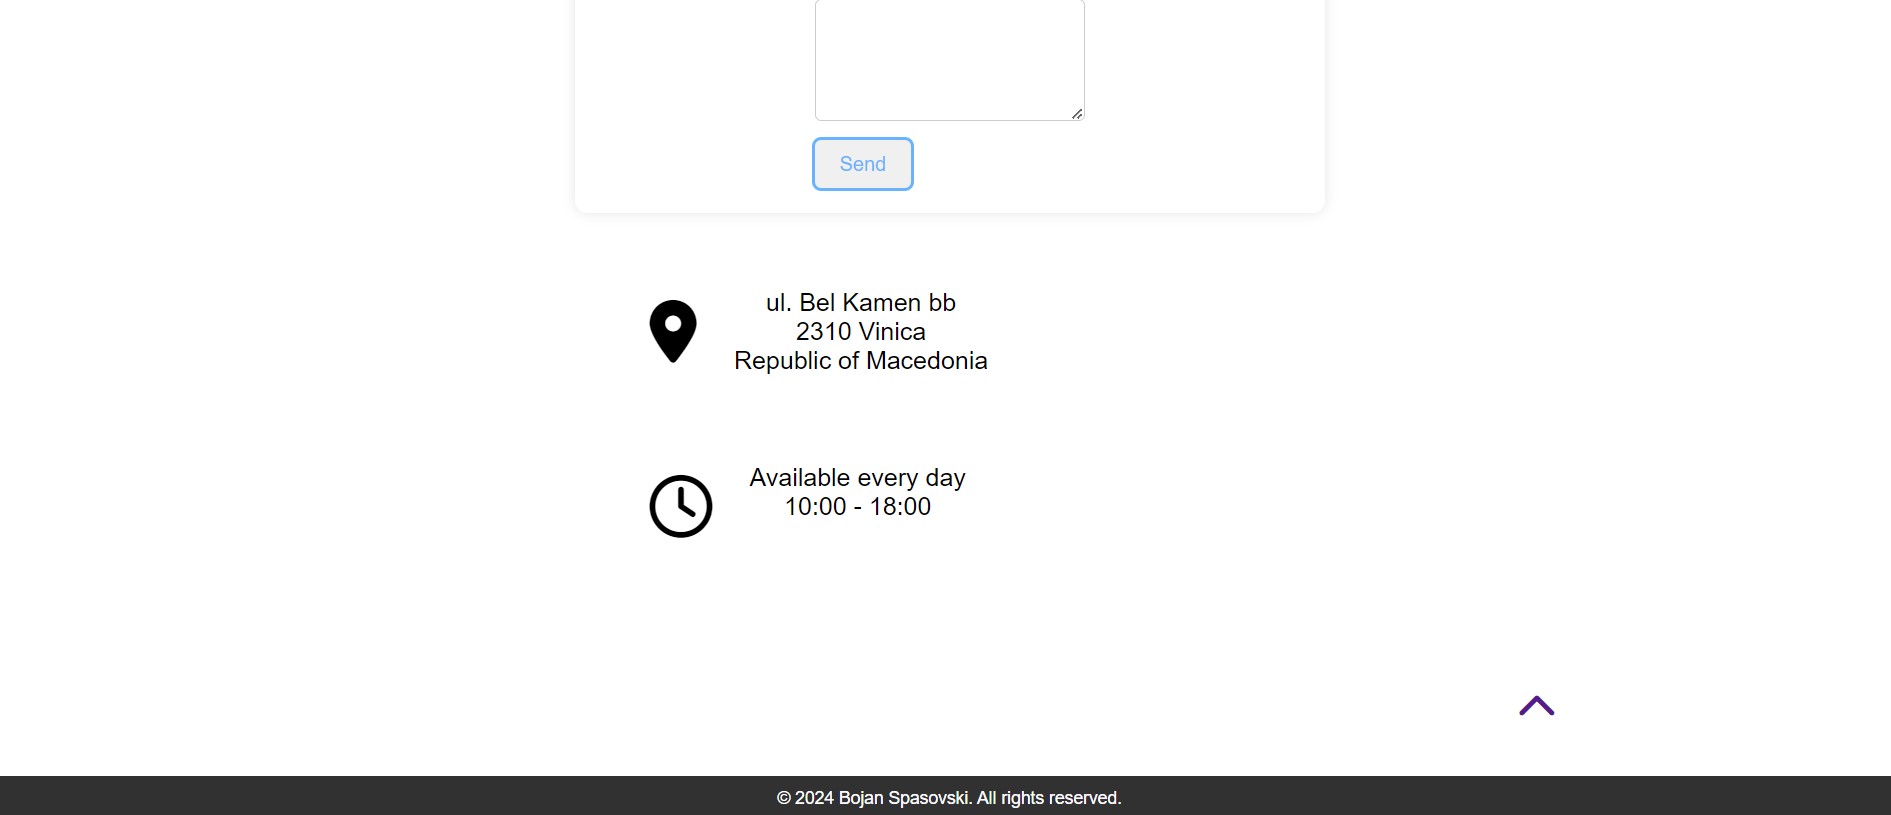 Send
ul. Bel Kamen bb
2310 Vinica
Republic of Macedonia
Available every day
10:00 - 18:00
© 2024 Bojan Spasovski. All rights reserved.